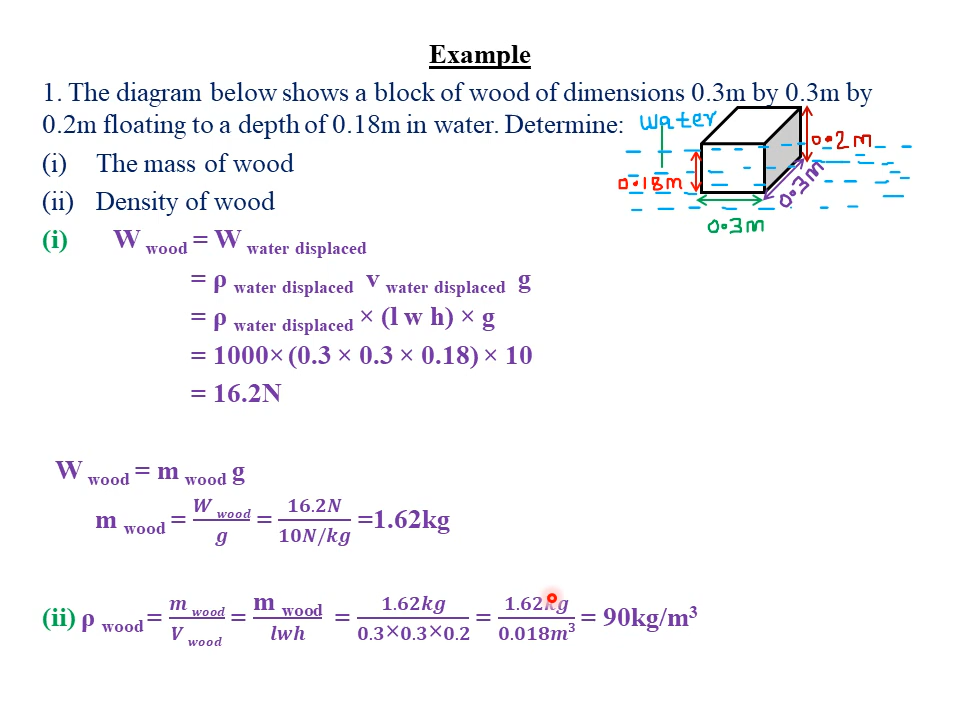 Example
1. The diagram below shows a block of wood of dimensions 0.3m by 0.3m by
0.2m floating to a depth of 0.18m in water. Determine:
water
0.2m
(i) The mass of wood
0.18m
0.3m
(ii) Density of wood
0.3m
(i) W wood = W water displaced
= ρ water displaced v water displaced g
= ρ water displaced × (l w h) × g
= 1000× (0.3 × 0.3 × 0.18) × 10
= 16.2N
W wood = m wood g
m wood = W wood / g = 16.2N / 10N/kg =1.62kg
(ii) ρ wood = m wood / V wood = m wood / lwh = 1.62kg / 0.3×0.3×0.2 = 1.62kg / 0.018m³ = 90kg/m³